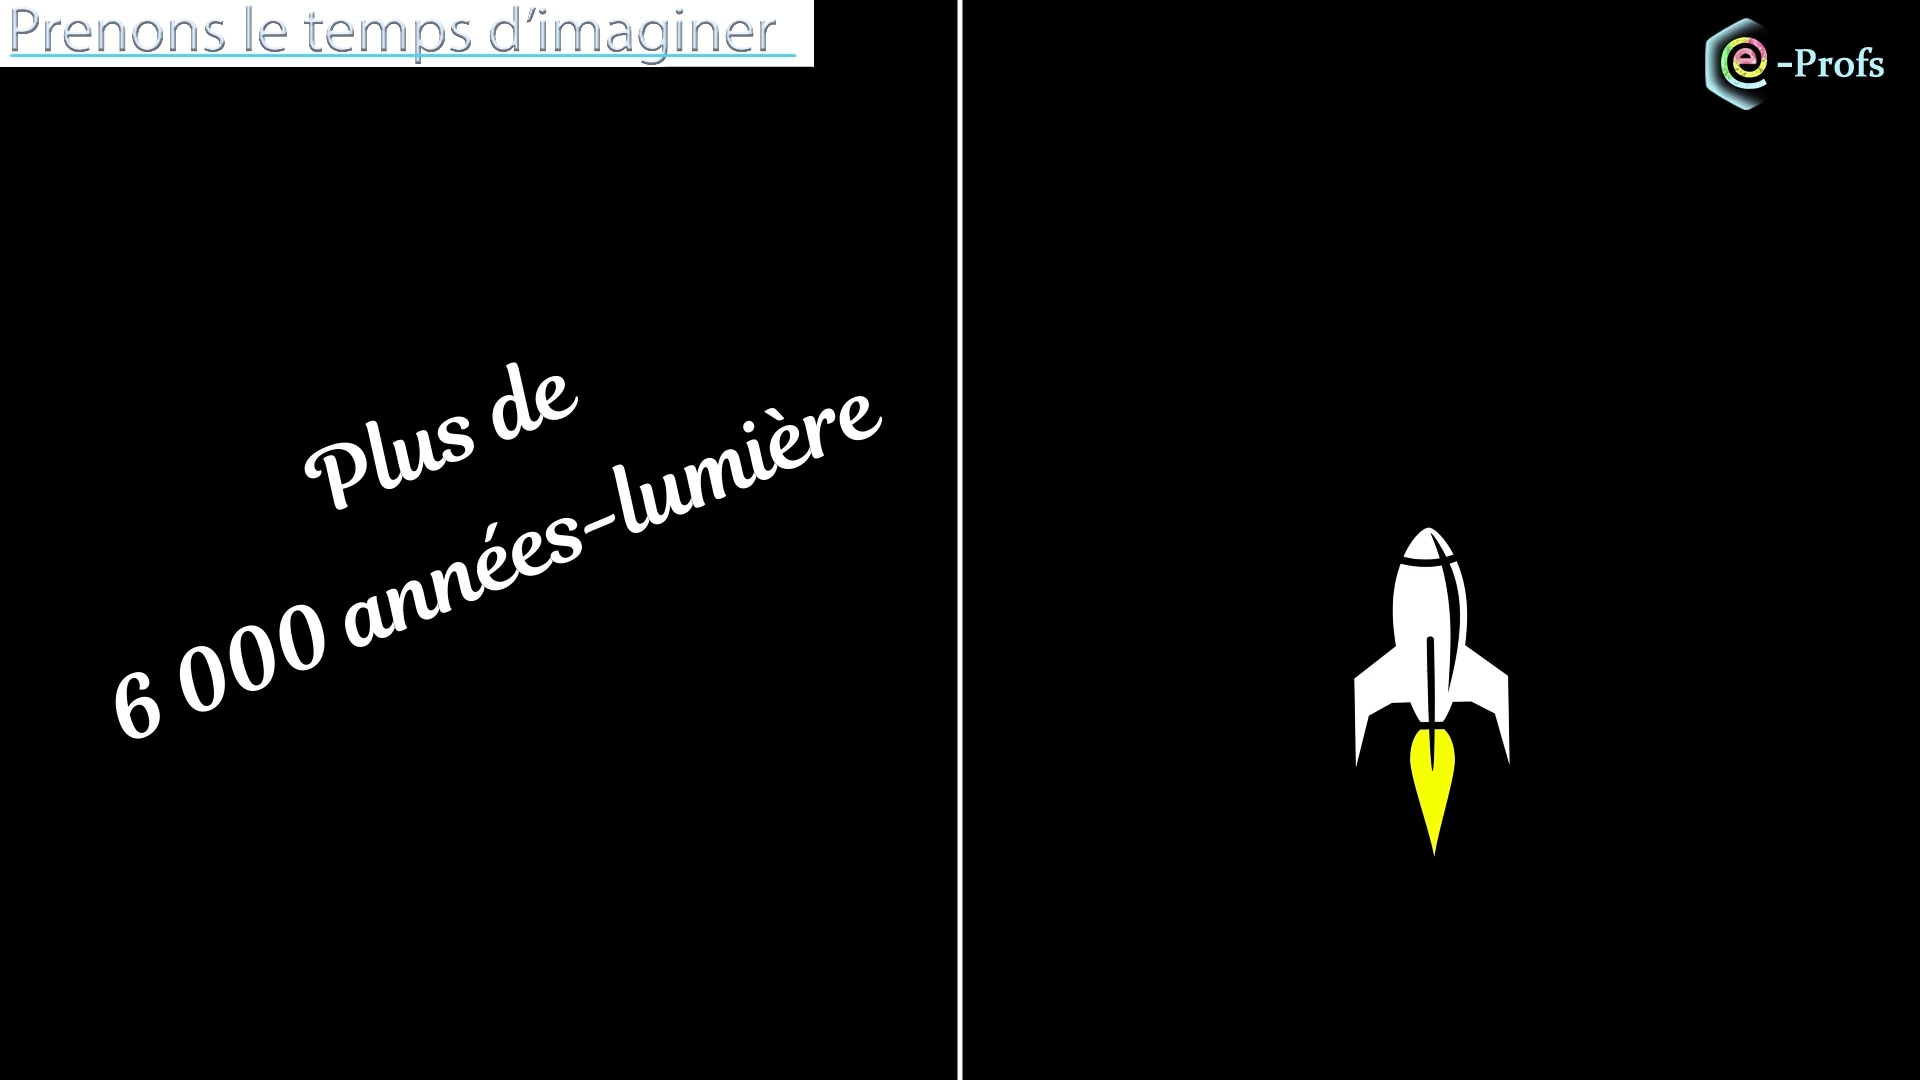 Prenons le temps d’imaginer
e -Profs
Plus de
6 000 années-lumière